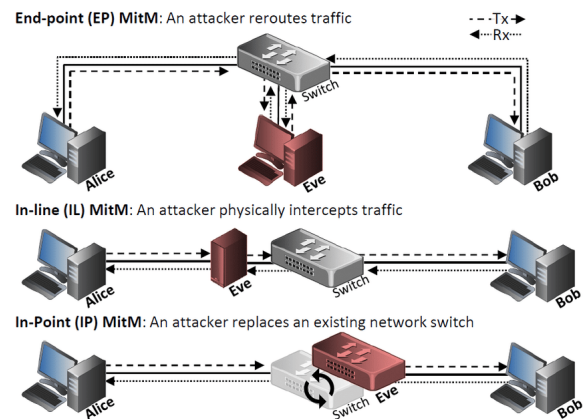 End-point (EP) MitM: An attacker reroutes traffic
Tx
Rx
Switch
Alice
Eve
Bob
In-line (IL) MitM: An attacker physically intercepts traffic
Alice
Eve
Switch
Bob
In-Point (IP) MitM: An attacker replaces an existing network switch
Alice
Switch
Eve
Bob